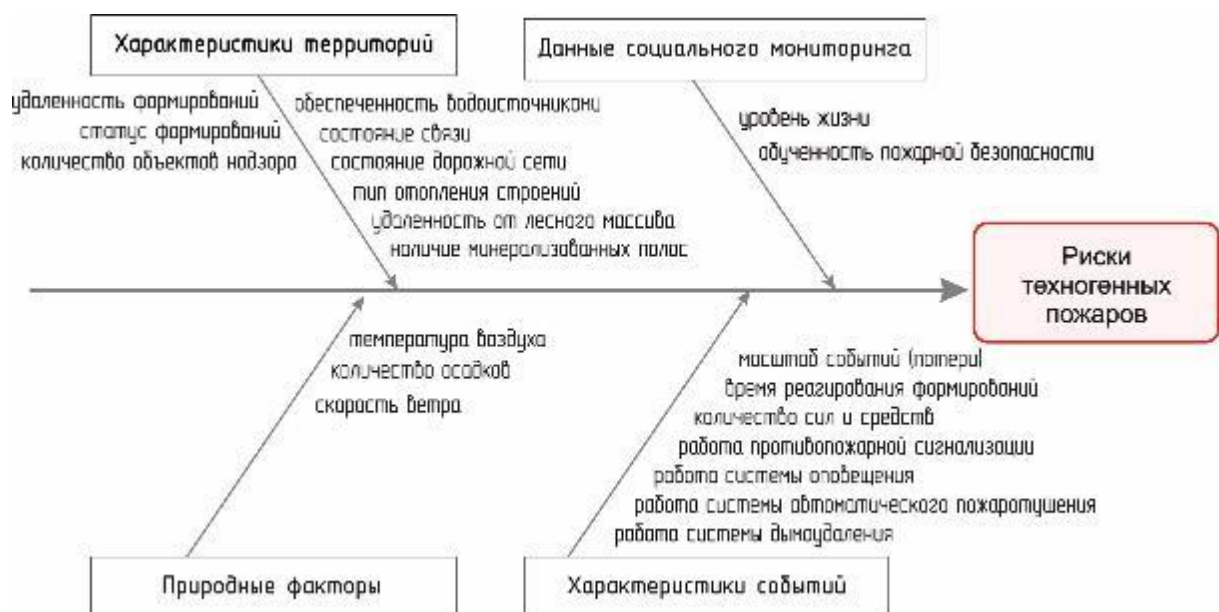 Характеристики территорий
Данные социального мониторинга
удаленность формирований
статус формирований
количество объектов надзора
обеспеченность водоисточниками
состояние связи
состояние дорожной сети
тип отопления строений
удаленность от лесного массива
наличие минерализованных полос
уровень жизни
обученность пожарной безопасности
Риски
техногенных
пожаров
температура воздуха
количество осадков
скорость ветра
масштаб событий (потери)
время реагирования формирований
количество сил и средств
работа противопожарной сигнализации
работа системы оповещения
работа системы автоматического пожаротушения
работа системы дымоудаления
Природные факторы
Характеристики событий